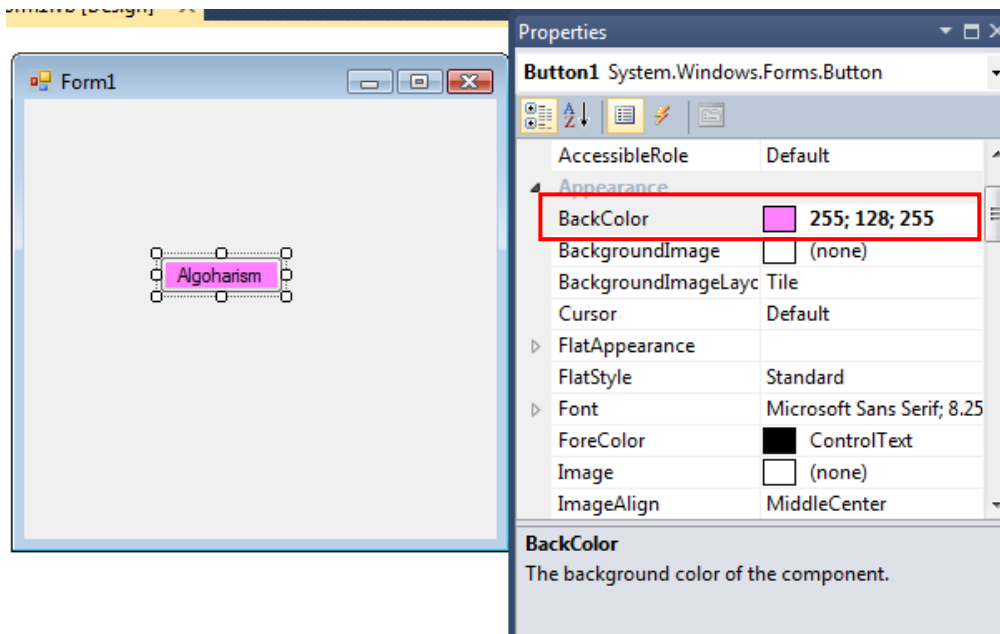 [Design]
Form1
Algoharism
Properties
Button1 System.Windows.Forms.Button
AccessibleRole Default
Appearance
BackColor 255; 128; 255
BackgroundImage (none)
BackgroundImageLayc Tile
Cursor Default
FlatAppearance
FlatStyle Standard
Font Microsoft Sans Serif; 8.25
ForeColor ControlText
Image (none)
ImageAlign MiddleCenter
BackColor
The background color of the component.